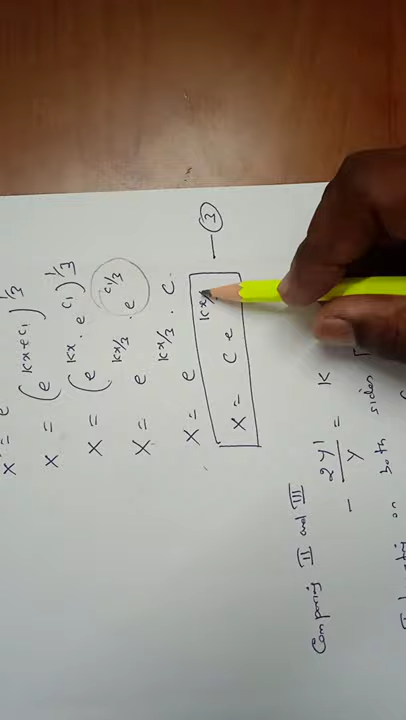 X = (e^{kx+c1})^{1/3}
X = (e^{kx} . e^{c1})^{1/3}
X = e^{kx/3} . e^{c1/3}
X = e^{kx/3} . c.
X = c e^{kx/} — 3
Comparing II and III
- 2Y'/Y = K
on both sides